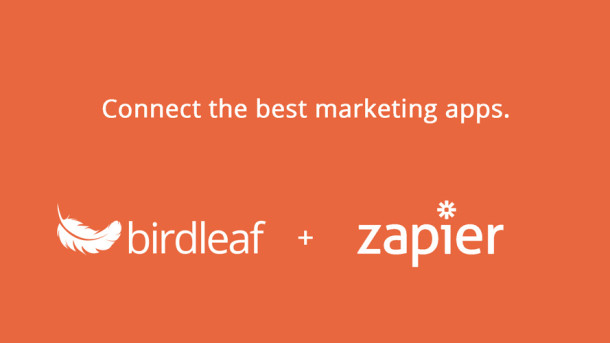 Connect the best marketing apps.
birdleaf + zapier